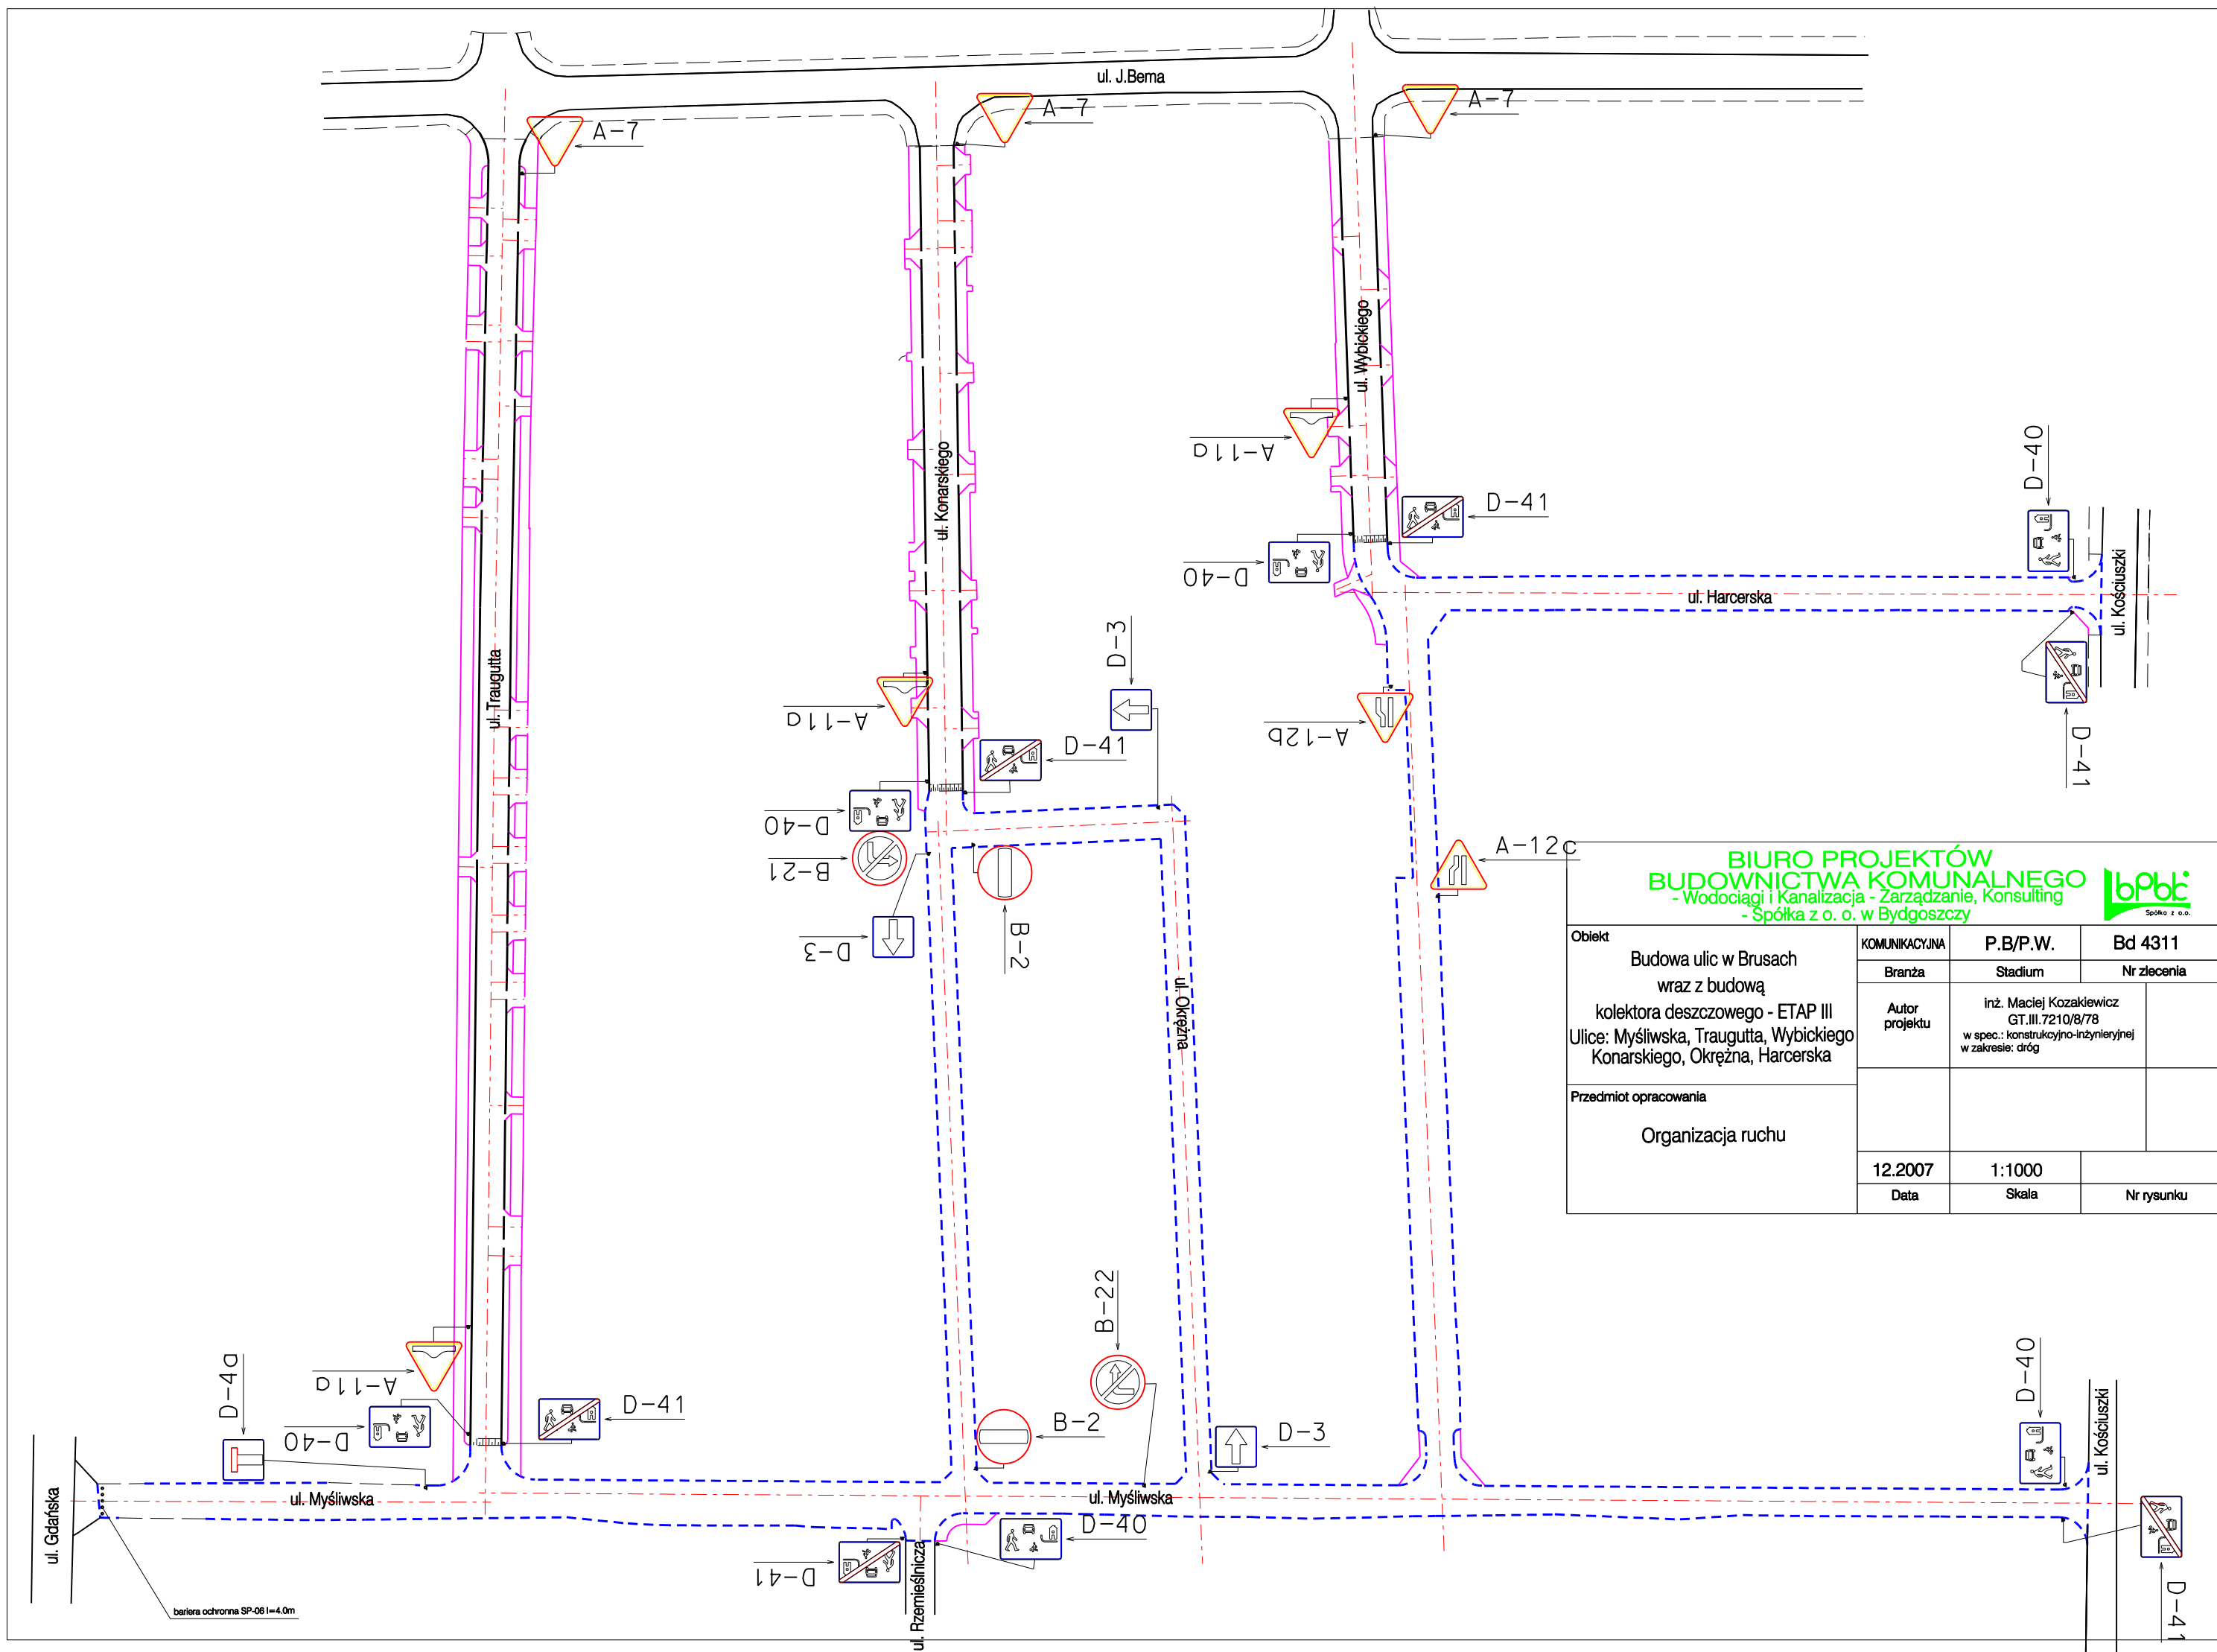 ul. J.Bema
A-7
A-7
A-7
ul. Wybickiego
A-11a
D-40
ul. Konarskiego
D-41
D-40
ul. Kościuszki
ul. Harcerska
D-3
ul. Traugutta
A-11a
A-12b
D-41
D-41
D-40
B-21
A-12c
D-3
B-2
ul. Okrężna
BIURO PROJEKTÓW
BUDOWNICTWA KOMUNALNEGO
- Wodociągi i Kanalizacja - Zarządzanie, Konsulting
- Spółka z o. o. w Bydgoszczy
bPbk
Spółka z o.o.
Obiekt
Budowa ulic w Brusach
wraz z budową
kolektora deszczowego - ETAP III
Ulice: Myśliwska, Traugutta, Wybickiego
Konarskiego, Okrężna, Harcerska
KOMUNIKACYJNA
P.B/P.W.
Bd 4311
Branża
Stadium
Nr zlecenia
Autor
projektu
inż. Maciej Kozakiewicz
GT.III.7210/8/78
w spec.: konstrukcyjno-inżynieryjnej
w zakresie: dróg
Przedmiot opracowania
Organizacja ruchu
12.2007
1:1000
Data
Skala
Nr rysunku
B-22
D-4a
A-11a
D-40
D-41
B-2
D-3
D-40
ul. Kościuszki
ul. Gdańska
ul. Myśliwska
ul. Myśliwska
D-40
D-41
ul. Rzemieślnicza
D-41
bariera ochronna SP-06 l=4.0m